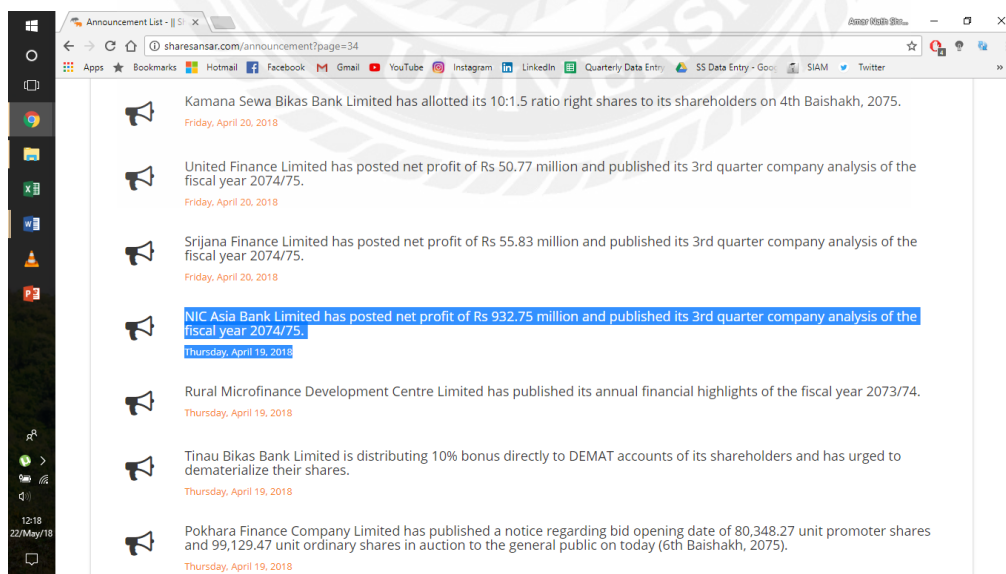 Announcement List - || Sh
Amar Nath Sho...
sharesansar.com/announcement?page=34
Apps Bookmarks Hotmail Facebook Gmail YouTube Instagram LinkedIn Quarterly Data Entry SS Data Entry - Goo SIAM Twitter »
Kamana Sewa Bikas Bank Limited has allotted its 10:1.5 ratio right shares to its shareholders on 4th Baishakh, 2075.
Friday, April 20, 2018
United Finance Limited has posted net profit of Rs 50.77 million and published its 3rd quarter company analysis of the
fiscal year 2074/75.
Friday, April 20, 2018
Srijana Finance Limited has posted net profit of Rs 55.83 million and published its 3rd quarter company analysis of the
fiscal year 2074/75.
Friday, April 20, 2018
NIC Asia Bank Limited has posted net profit of Rs 932.75 million and published its 3rd quarter company analysis of the
fiscal year 2074/75.
Thursday, April 19, 2018
Rural Microfinance Development Centre Limited has published its annual financial highlights of the fiscal year 2073/74.
Thursday, April 19, 2018
Tinau Bikas Bank Limited is distributing 10% bonus directly to DEMAT accounts of its shareholders and has urged to
dematerialize their shares.
Thursday, April 19, 2018
Pokhara Finance Company Limited has published a notice regarding bid opening date of 80,348.27 unit promoter shares
and 99,129.47 unit ordinary shares in auction to the general public on today (6th Baishakh, 2075).
Thursday, April 19, 2018
12:18
22/May/18